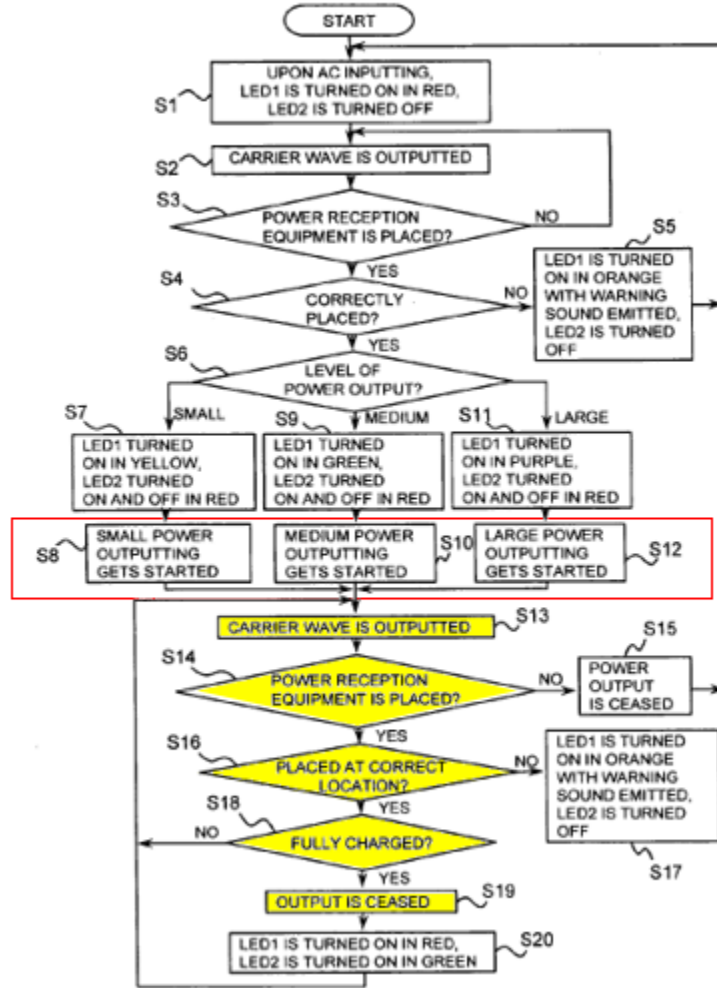 START
S1
UPON AC INPUTTING,
LED1 IS TURNED ON IN RED,
LED2 IS TURNED OFF
S2
CARRIER WAVE IS OUTPUTTED
S3
POWER RECEPTION
EQUIPMENT IS PLACED?
NO
YES
S4
CORRECTLY
PLACED?
NO
S5
LED1 IS TURNED
ON IN ORANGE
WITH WARNING
SOUND EMITTED,
LED2 IS TURNED
OFF
YES
S6
LEVEL OF
POWER OUTPUT?
SMALL
MEDIUM
LARGE
S7
LED1 TURNED
ON IN YELLOW,
LED2 TURNED
ON AND OFF IN RED
S9
LED1 TURNED
ON IN GREEN,
LED2 TURNED
ON AND OFF IN RED
S11
LED1 TURNED
ON IN PURPLE,
LED2 TURNED
ON AND OFF IN RED
S8
SMALL POWER
OUTPUTTING
GETS STARTED
MEDIUM POWER
OUTPUTTING
GETS STARTED
S10
LARGE POWER
OUTPUTTING
GETS STARTED
S12
CARRIER WAVE IS OUTPUTTED
S13
S14
POWER RECEPTION
EQUIPMENT IS PLACED?
NO
S15
POWER
OUTPUT
IS CEASED
YES
S16
PLACED AT CORRECT
LOCATION?
NO
LED1 IS TURNED
ON IN ORANGE
WITH WARNING
SOUND EMITTED,
LED2 IS TURNED
OFF
S17
YES
S18
FULLY CHARGED?
NO
YES
OUTPUT IS CEASED
S19
LED1 IS TURNED ON IN RED,
LED2 IS TURNED ON IN GREEN
S20